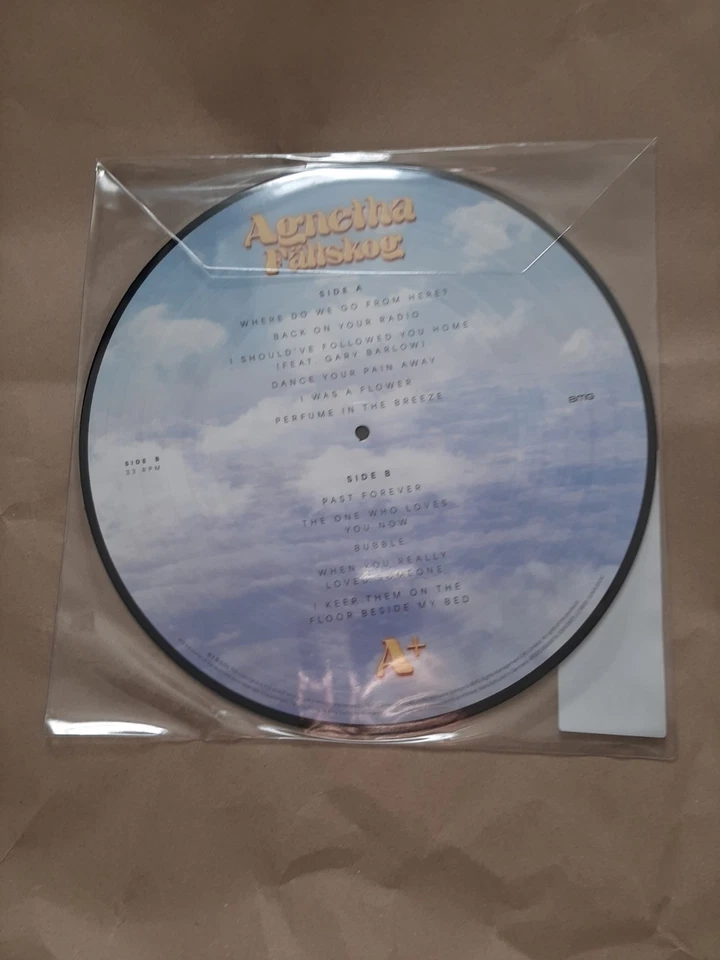 Agnetha
Fältskog
SIDE A
WHERE DO WE GO FROM HERE?
BACK ON YOUR RADIO
I SHOULD'VE FOLLOWED YOU HOME
(FEAT. GARY BARLOW)
DANCE YOUR PAIN AWAY
I WAS A FLOWER
PERFUME IN THE BREEZE
BMG
SIDE B
33 RPM
SIDE B
PAST FOREVER
THE ONE WHO LOVES
YOU NOW
BUBBLE
WHEN YOU REALLY
LOVED SOMEONE
I KEEP THEM ON THE
FLOOR BESIDE MY BED
A+